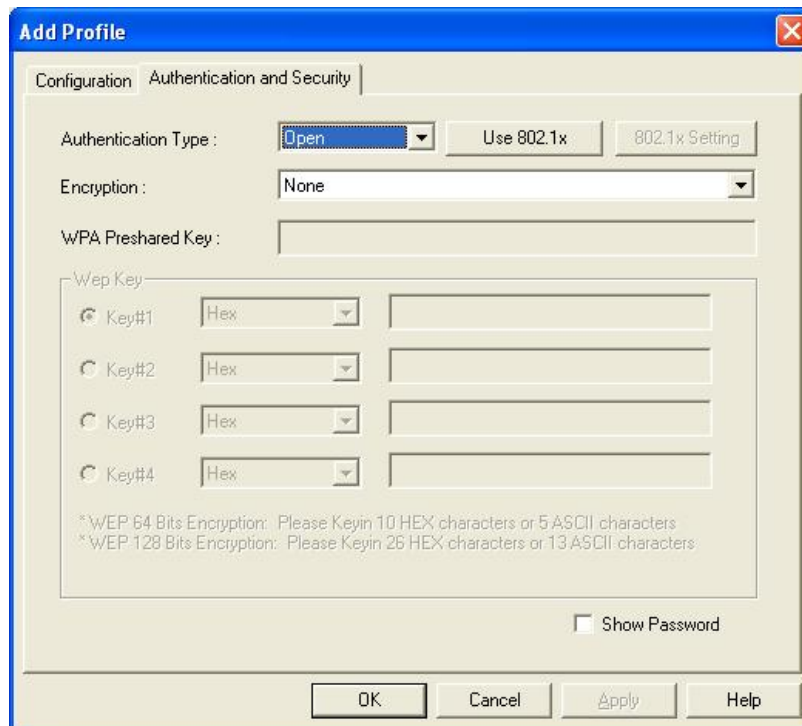 Add Profile
Configuration Authentication and Security
Authentication Type : Open Use 802.1x 802.1x Setting
Encryption : None
WPA Preshared Key :
Wep Key
Key#1 Hex
Key#2 Hex
Key#3 Hex
Key#4 Hex
* WEP 64 Bits Encryption: Please Keyin 10 HEX characters or 5 ASCII characters
* WEP 128 Bits Encryption: Please Keyin 26 HEX characters or 13 ASCII characters
Show Password
OK Cancel Apply Help